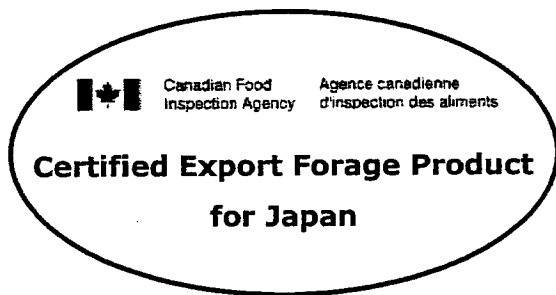 Canadian Food Agence canadienne
Inspection Agency d'inspection des aliments
Certified Export Forage Product
for Japan